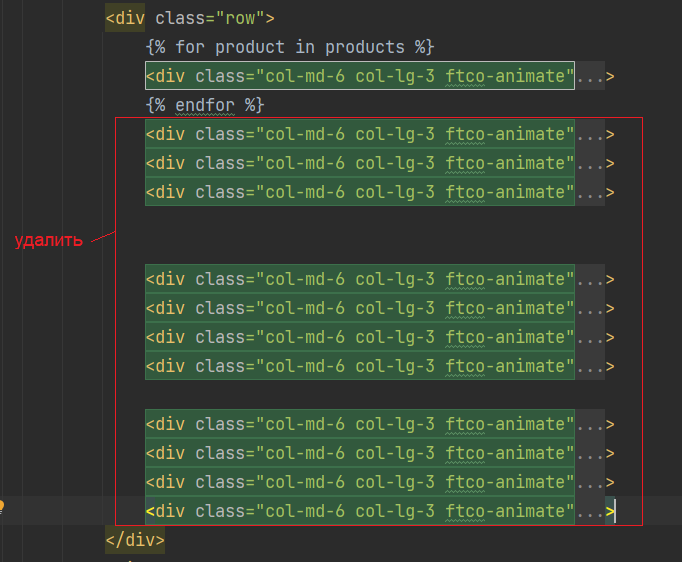 <div class="row">
{% for product in products %}
<div class="col-md-6 col-lg-3 ftco-animate"...>
{% endfor %}
<div class="col-md-6 col-lg-3 ftco-animate"...>
<div class="col-md-6 col-lg-3 ftco-animate"...>
<div class="col-md-6 col-lg-3 ftco-animate"...>
удалить
<div class="col-md-6 col-lg-3 ftco-animate"...>
<div class="col-md-6 col-lg-3 ftco-animate"...>
<div class="col-md-6 col-lg-3 ftco-animate"...>
<div class="col-md-6 col-lg-3 ftco-animate"...>
<div class="col-md-6 col-lg-3 ftco-animate"...>
<div class="col-md-6 col-lg-3 ftco-animate"...>
<div class="col-md-6 col-lg-3 ftco-animate"...>
<div class="col-md-6 col-lg-3 ftco-animate"...>
</div>